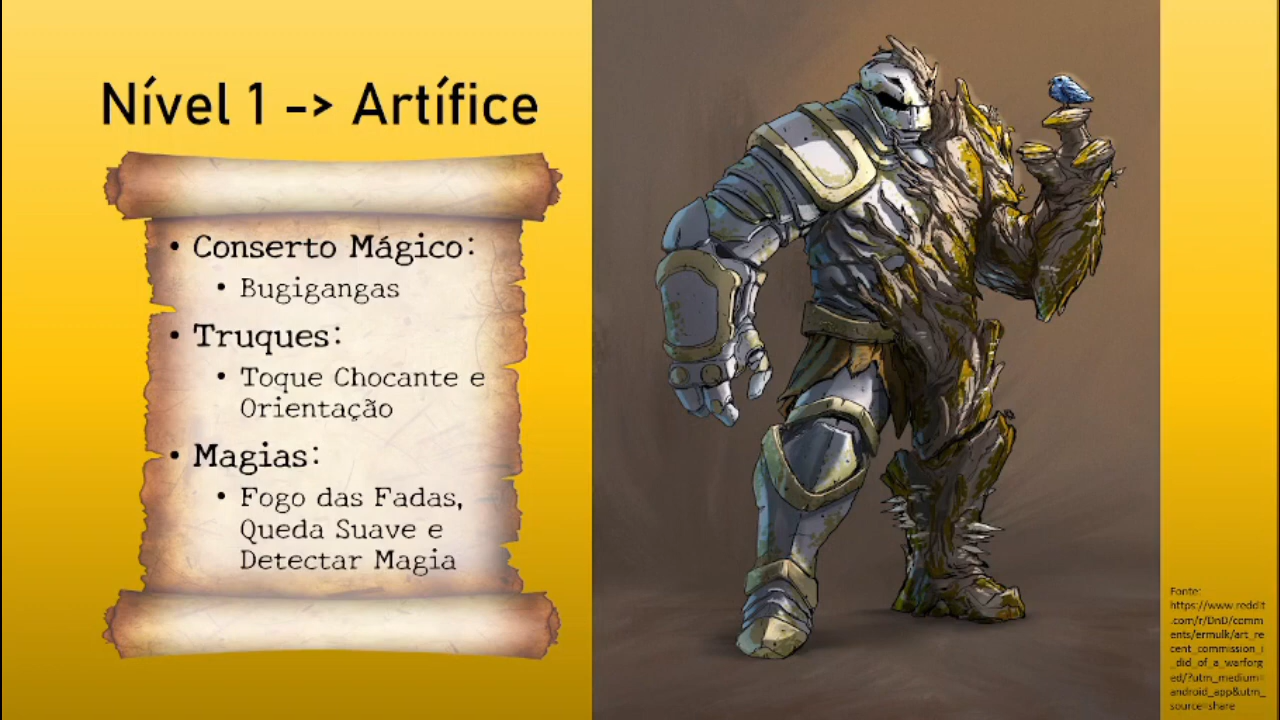 Nível 1 -> Artífice
• Conserto Mágico:
• Bugigangas
• Truques:
• Toque Chocante e
Orientação
• Magias:
• Fogo das Fadas,
Queda Suave e
Detectar Magia
Fonte:
https://www.reddit
.com/r/DnD/comm
ents/ermulk/art_re
cent_commission_i
_did_of_a_warforg
ed/?utm_medium=
android_app&utm_
source=share